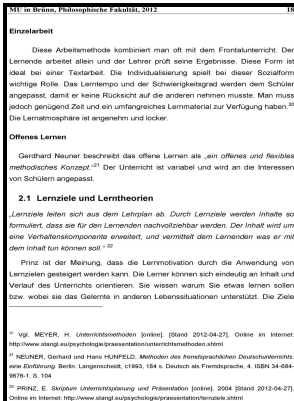 MU in Brünn, Philosophische Fakultät, 2012 18
Einzelarbeit
Diese Arbeitsmethode kombiniert man oft mit dem Frontalunterricht. Der
Lernende arbeitet allein und der Lehrer prüft seine Ergebnisse. Diese Form ist
ideal bei einer Textarbeit. Die Individualisierung spielt bei dieser Sozialform
wichtige Rolle. Das Lerntempo und der Schwierigkeitsgrad werden dem Schüler
angepasst, damit er keine Rücksicht auf die anderen nehmen musste. Man muss
jedoch genügend Zeit und ein umfangreiches Lernmaterial zur Verfügung haben.20
Die Lernatmosphäre ist angenehm und locker.
Offenes Lernen
Gerdhard Neuner beschreibt das offene Lernen als „ein offenes und flexibles
methodisches Konzept.“21 Der Unterricht ist variabel und wird an die Interessen
von Schülern angepasst.
2.1 Lernziele und Lerntheorien
„Lernziele leiten sich aus dem Lehrplan ab. Durch Lernziele werden Inhalte so
formuliert, dass sie für den Lernenden nachvollziehbar werden. Der Inhalt wird um
eine Verhaltenskomponente erweitert, und vermittelt dem Lernenden was er mit
dem Inhalt tun können soll.“ 22
Prinz ist der Meinung, dass die Lernmotivation durch die Anwendung von
Lernzielen gesteigert werden kann. Die Lerner können sich eindeutig an Inhalt und
Verlauf des Unterrichts orientieren. Sie wissen warum Sie etwas lernen sollen
bzw. wobei sie das Gelernte in anderen Lebenssituationen unterstützt. Die Ziele
20 Vgl. MEYER, H. Unterrichtsmethoden [online]. [Stand 2012-04-27]. Online im Internet:
http://www.stangl.eu/psychologie/praesentation/unterrichtsmethoden.shtml
21 NEUNER, Gerhard und Hans HUNFELD. Methoden des fremdsprachlichen Deutschunterrichts:
eine Einführung. Berlin: Langenscheidt, c1993, 184 s. Deutsch als Fremdsprache, 4. ISBN 34-684-
9676-1. S. 104
22 PRINZ, E. Skriptum Unterrichtsplanung und Präsentation [online]. 2004 [Stand 2012-04-27].
Online im Internet: http://www.stangl.eu/psychologie/praesentation/lernziele.shtml